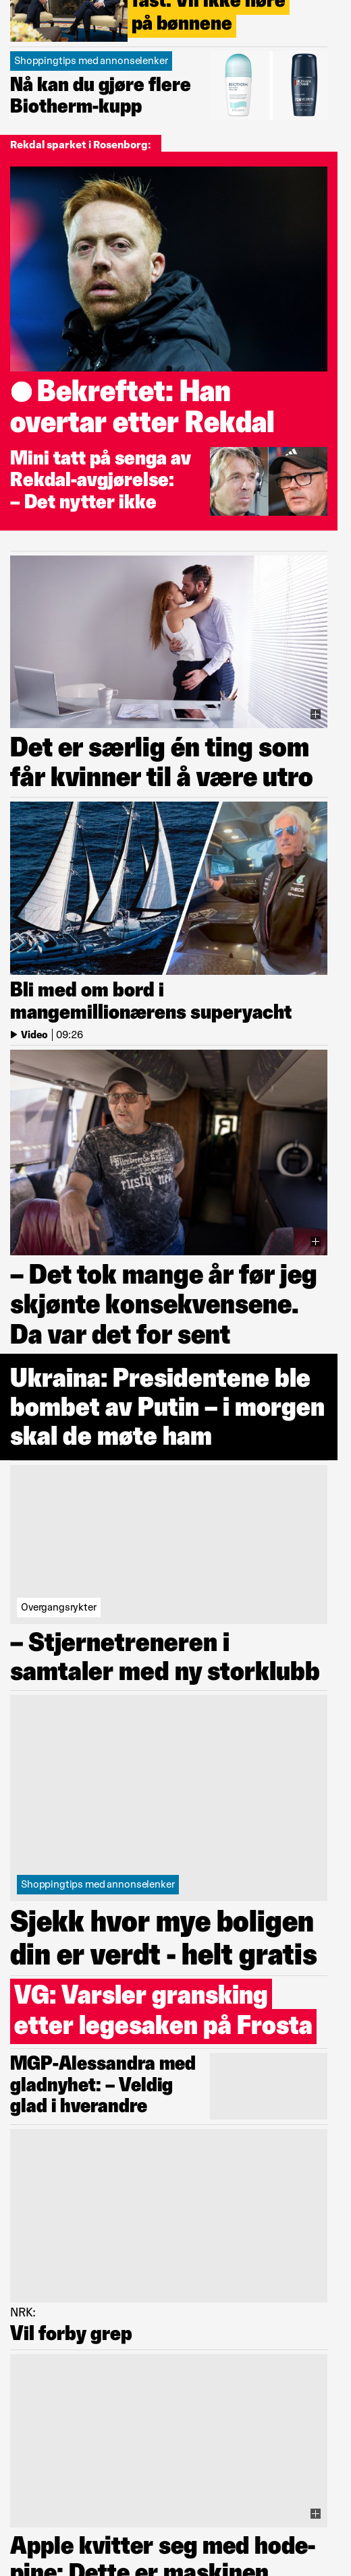 fast: Vil ikke høre
på bønnene
Shoppingtips med annonselenker
Nå kan du gjøre flere
Biotherm-kupp
Rekdal sparket i Rosenborg:
Bekreftet: Han
overtar etter Rekdal
Mini tatt på senga av
Rekdal-avgjørelse:
– Det nytter ikke
Det er særlig én ting som
får kvinner til å være utro
Bli med om bord i
mangemillionærens superyacht
Video | 09:26
– Det tok mange år før jeg
skjønte konsekvensene.
Da var det for sent
Ukraina: Presidentene ble
bombet av Putin – i morgen
skal de møte ham
Overgangsrykter
– Stjernetreneren i
samtaler med ny storklubb
Shoppingtips med annonselenker
Sjekk hvor mye boligen
din er verdt - helt gratis
VG: Varsler gransking
etter legesaken på Frosta
MGP-Alessandra med
gladnyhet: – Veldig
glad i hverandre
NRK:
Vil forby grep
Apple kvitter seg med hode-
pine: Dette er maskinen